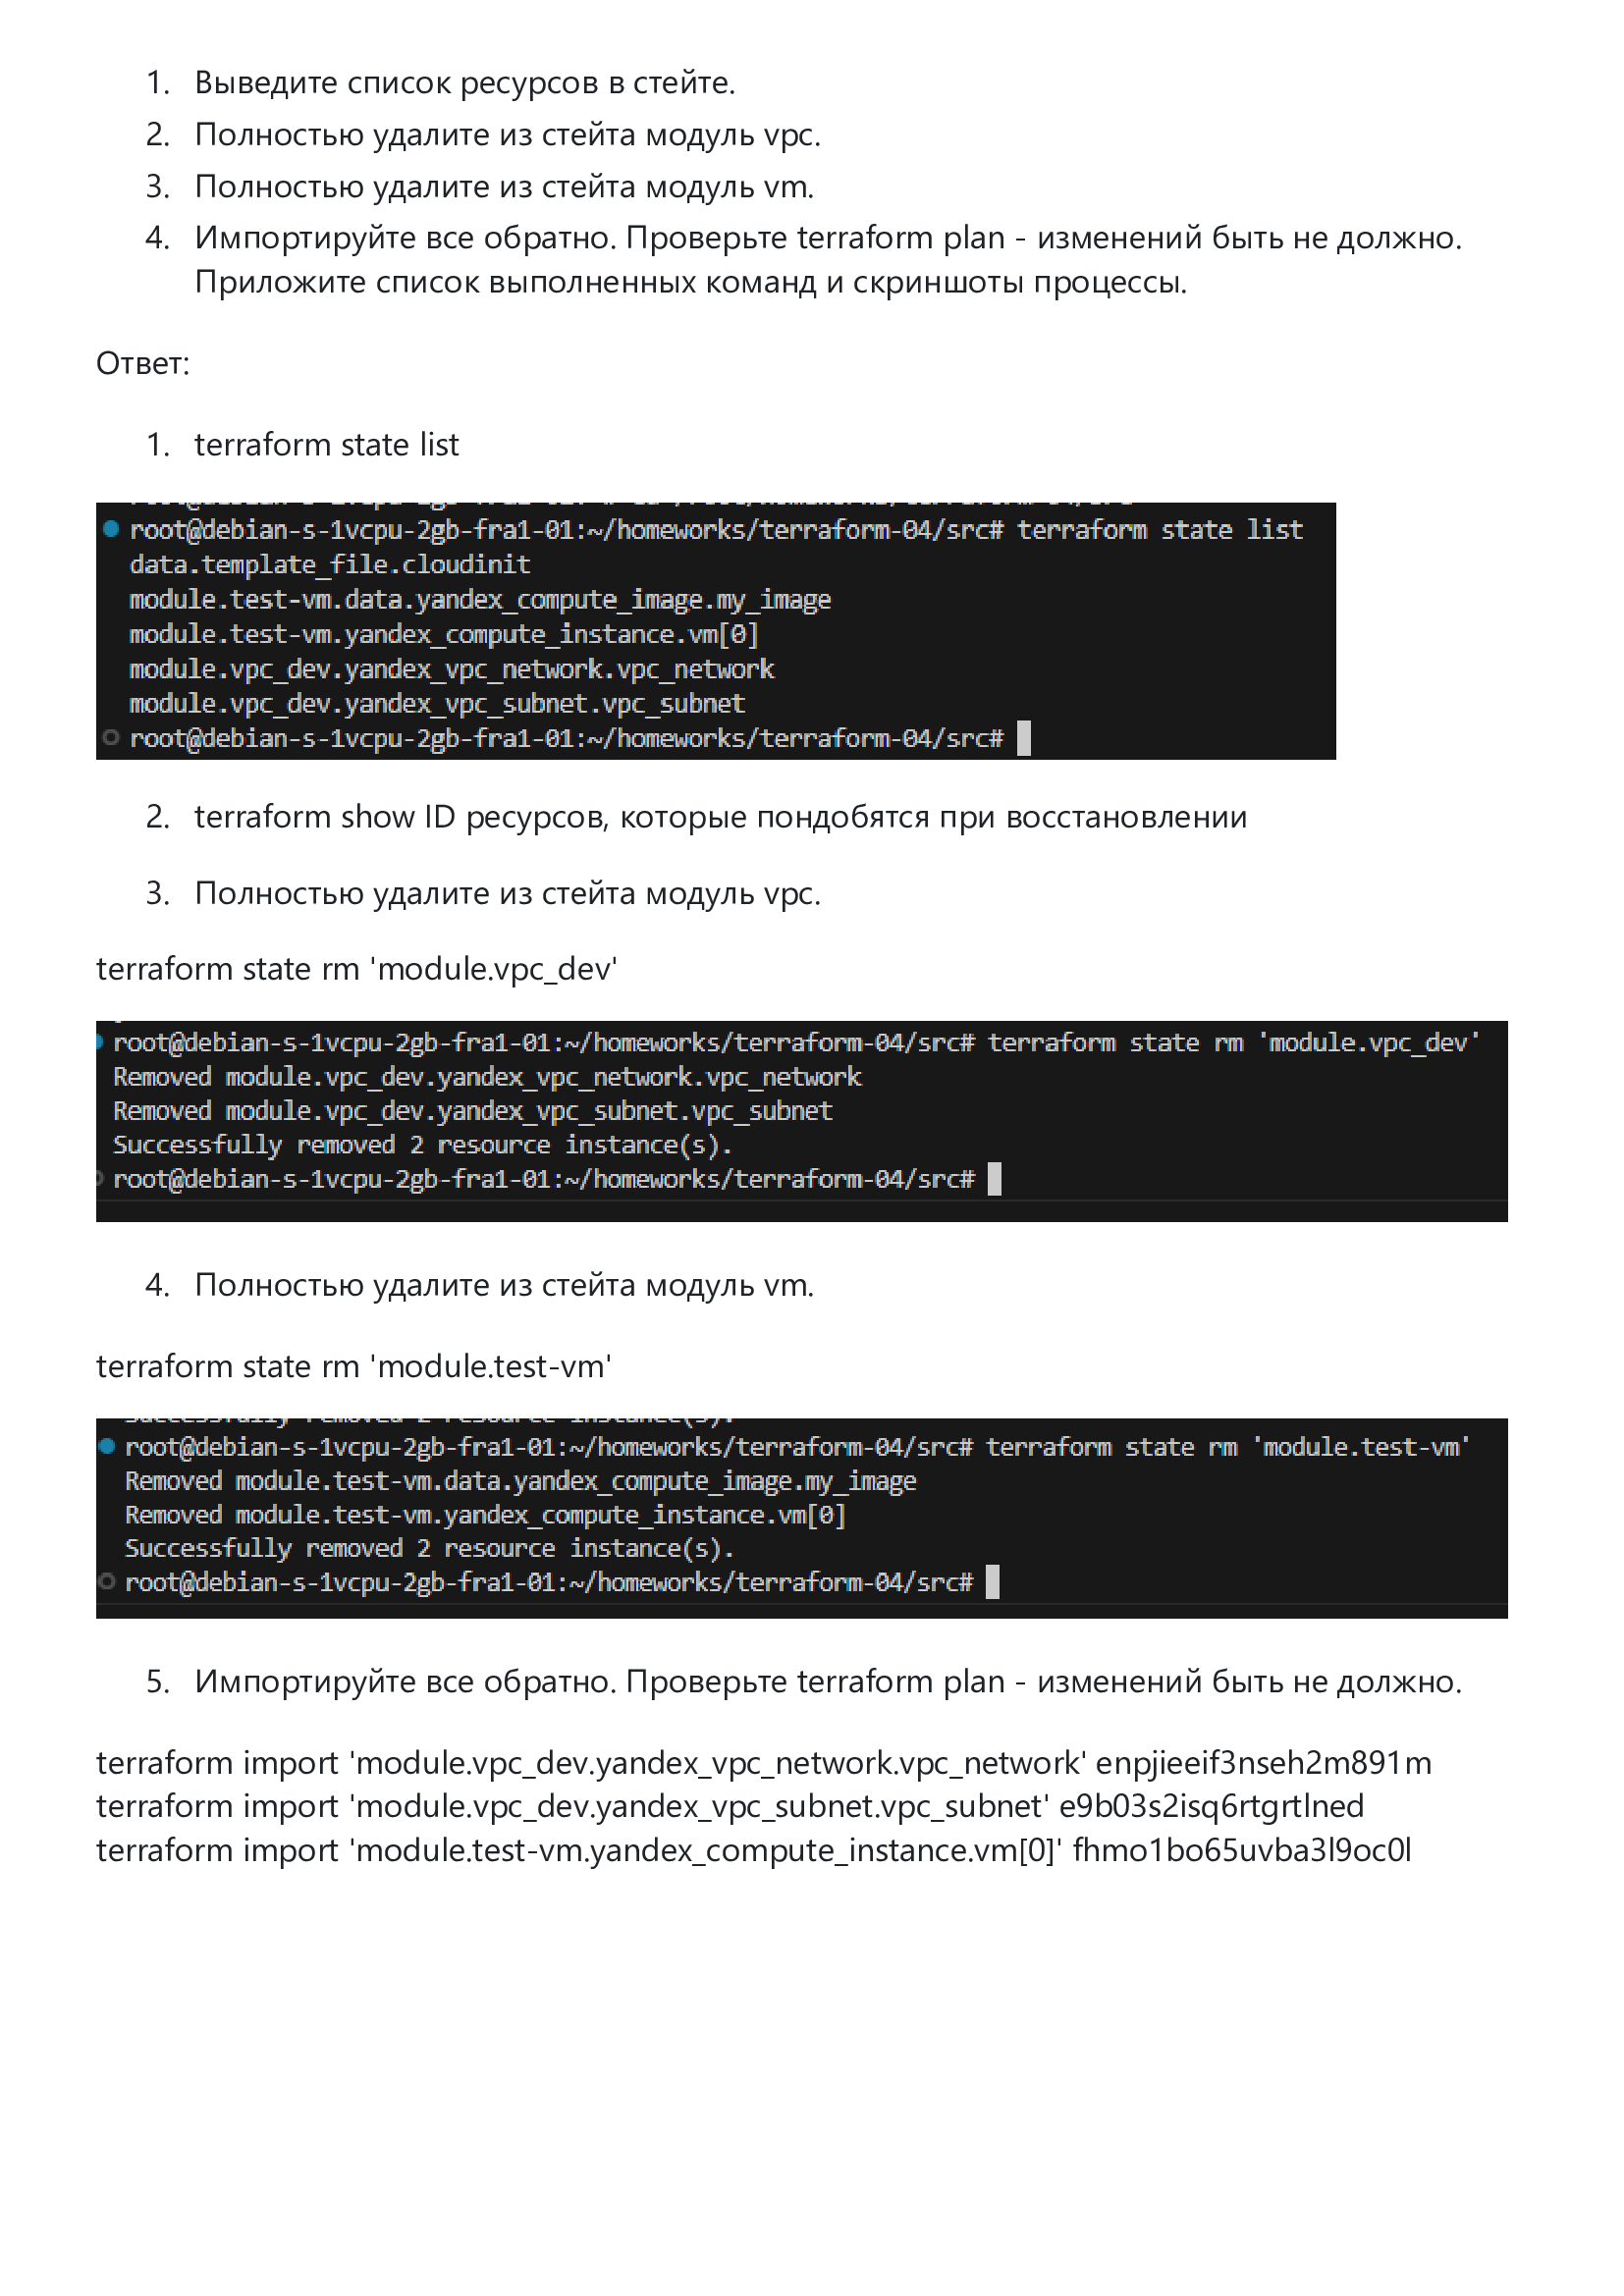 1. Выведите список ресурсов в стейте.
2. Полностью удалите из стейта модуль vpc.
3. Полностью удалите из стейта модуль vm.
4. Импортируйте все обратно. Проверьте terraform plan - изменений быть не должно.
Приложите список выполненных команд и скриншоты процессы.
Ответ:
1. terraform state list
root@debian-s-1vcpu-2gb-fra1-01:~/homeworks/terraform-04/src# terraform state list
data.template_file.cloudinit
module.test-vm.data.yandex_compute_image.my_image
module.test-vm.yandex_compute_instance.vm[0]
module.vpc_dev.yandex_vpc_network.vpc_network
module.vpc_dev.yandex_vpc_subnet.vpc_subnet
root@debian-s-1vcpu-2gb-fra1-01:~/homeworks/terraform-04/src#
2. terraform show ID ресурсов, которые пондобятся при восстановлении
3. Полностью удалите из стейта модуль vpc.
terraform state rm 'module.vpc_dev'
root@debian-s-1vcpu-2gb-fra1-01:~/homeworks/terraform-04/src# terraform state rm 'module.vpc_dev'
Removed module.vpc_dev.yandex_vpc_network.vpc_network
Removed module.vpc_dev.yandex_vpc_subnet.vpc_subnet
Successfully removed 2 resource instance(s).
root@debian-s-1vcpu-2gb-fra1-01:~/homeworks/terraform-04/src#
4. Полностью удалите из стейта модуль vm.
terraform state rm 'module.test-vm'
Successfully removed 2 resource instance(s).
root@debian-s-1vcpu-2gb-fra1-01:~/homeworks/terraform-04/src# terraform state rm 'module.test-vm'
Removed module.test-vm.data.yandex_compute_image.my_image
Removed module.test-vm.yandex_compute_instance.vm[0]
Successfully removed 2 resource instance(s).
root@debian-s-1vcpu-2gb-fra1-01:~/homeworks/terraform-04/src#
5. Импортируйте все обратно. Проверьте terraform plan - изменений быть не должно.
terraform import 'module.vpc_dev.yandex_vpc_network.vpc_network' enpjieeif3nseh2m891m
terraform import 'module.vpc_dev.yandex_vpc_subnet.vpc_subnet' e9b03s2isq6rtgrtlned
terraform import 'module.test-vm.yandex_compute_instance.vm[0]' fhmo1bo65uvba3l9oc0l